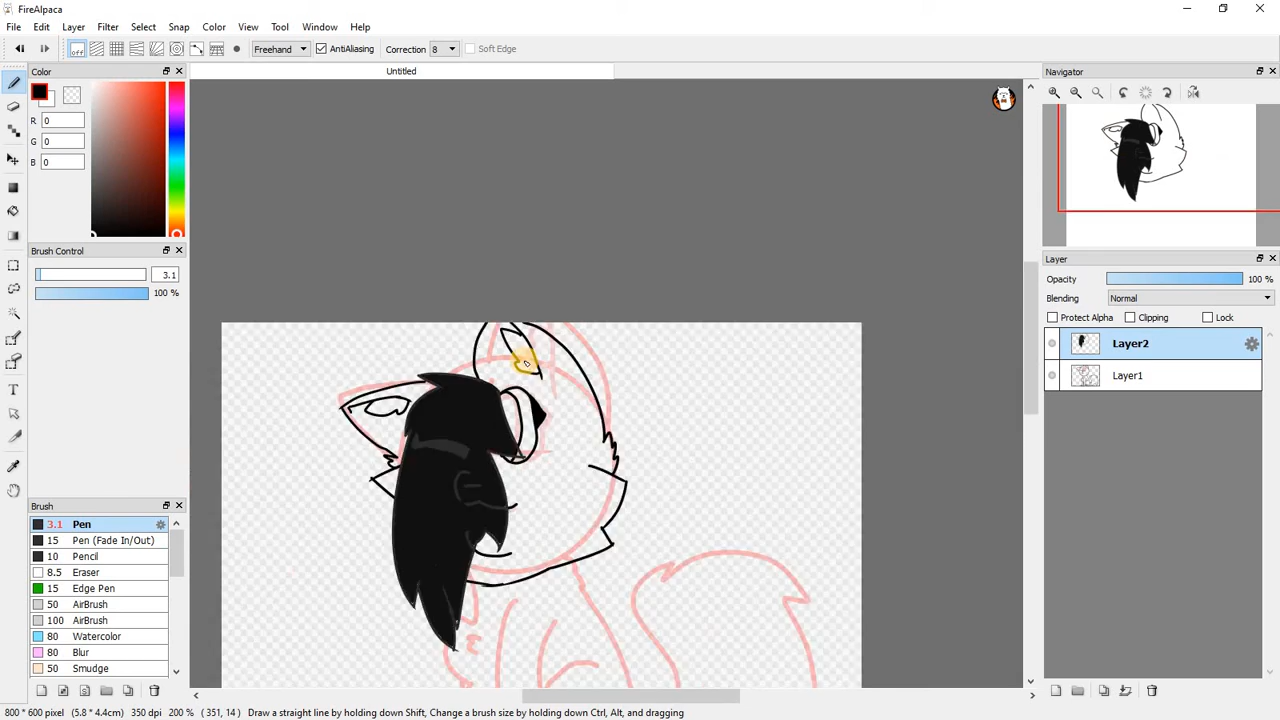 FireAlpaca
File Edit Layer Filter Select Snap Color View Tool Window Help
off Freehand AntiAliasing Correction 8 Soft Edge
Color
Untitled
Navigator
R 0
G 0
B 0
Brush Control
3.1
100 %
Layer
Opacity 100 %
Blending Normal
Protect Alpha Clipping Lock
Layer2
Layer1
Brush
3.1 Pen
15 Pen (Fade In/Out)
10 Pencil
8.5 Eraser
15 Edge Pen
50 AirBrush
100 AirBrush
80 Watercolor
80 Blur
50 Smudge
800 * 600 pixel (5.8 * 4.4cm) 350 dpi 200 % ( 351, 14 ) Draw a straight line by holding down Shift, Change a brush size by holding down Ctrl, Alt, and dragging